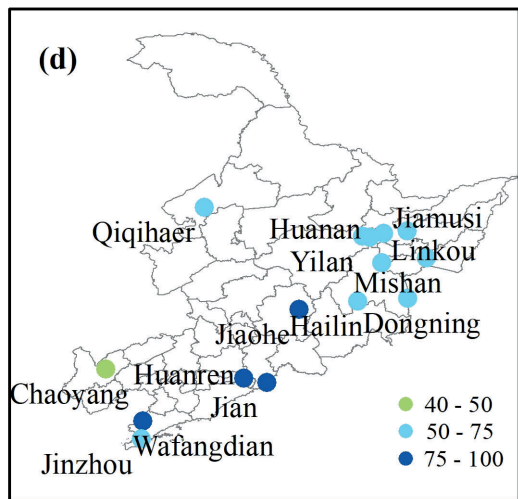 (d)
Qiqihaer
Huanan
Jiamusi
Yilan
Linkou
Mishan
Jiaohe
Hailin
Dongning
Chaoyang
Huanren
Jian
Wafangdian
Jinzhou
40 - 50
50 - 75
75 - 100